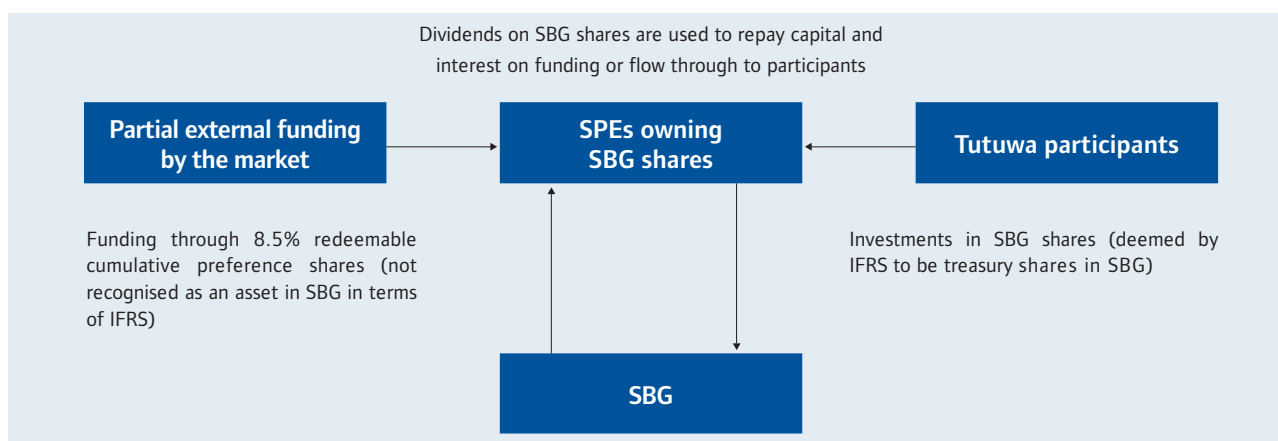 Dividends on SBG shares are used to repay capital and
interest on funding or flow through to participants
Partial external funding
by the market
SPEs owning
SBG shares
Tutuwa participants
Funding through 8.5% redeemable
cumulative preference shares (not
recognised as an asset in SBG in terms
of IFRS)
Investments in SBG shares (deemed by
IFRS to be treasury shares in SBG)
SBG